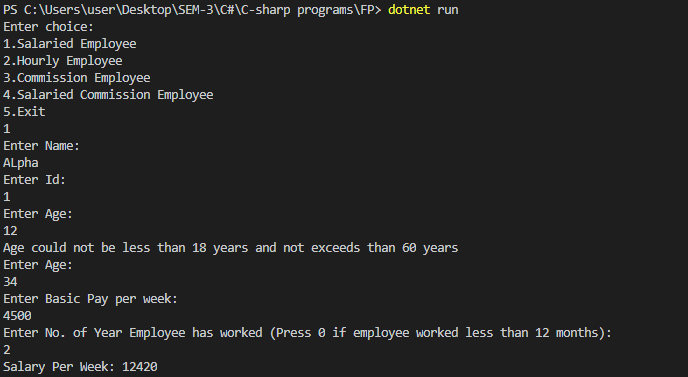 PS C:\Users\user\Desktop\SEM-3\C#\C-sharp programs\FP> dotnet run
Enter choice:
1.Salaried Employee
2.Hourly Employee
3.Commission Employee
4.Salaried Commission Employee
5.Exit
1
Enter Name:
ALpha
Enter Id:
1
Enter Age:
12
Age could not be less than 18 years and not exceeds than 60 years
Enter Age:
34
Enter Basic Pay per week:
4500
Enter No. of Year Employee has worked (Press 0 if employee worked less than 12 months):
2
Salary Per Week: 12420